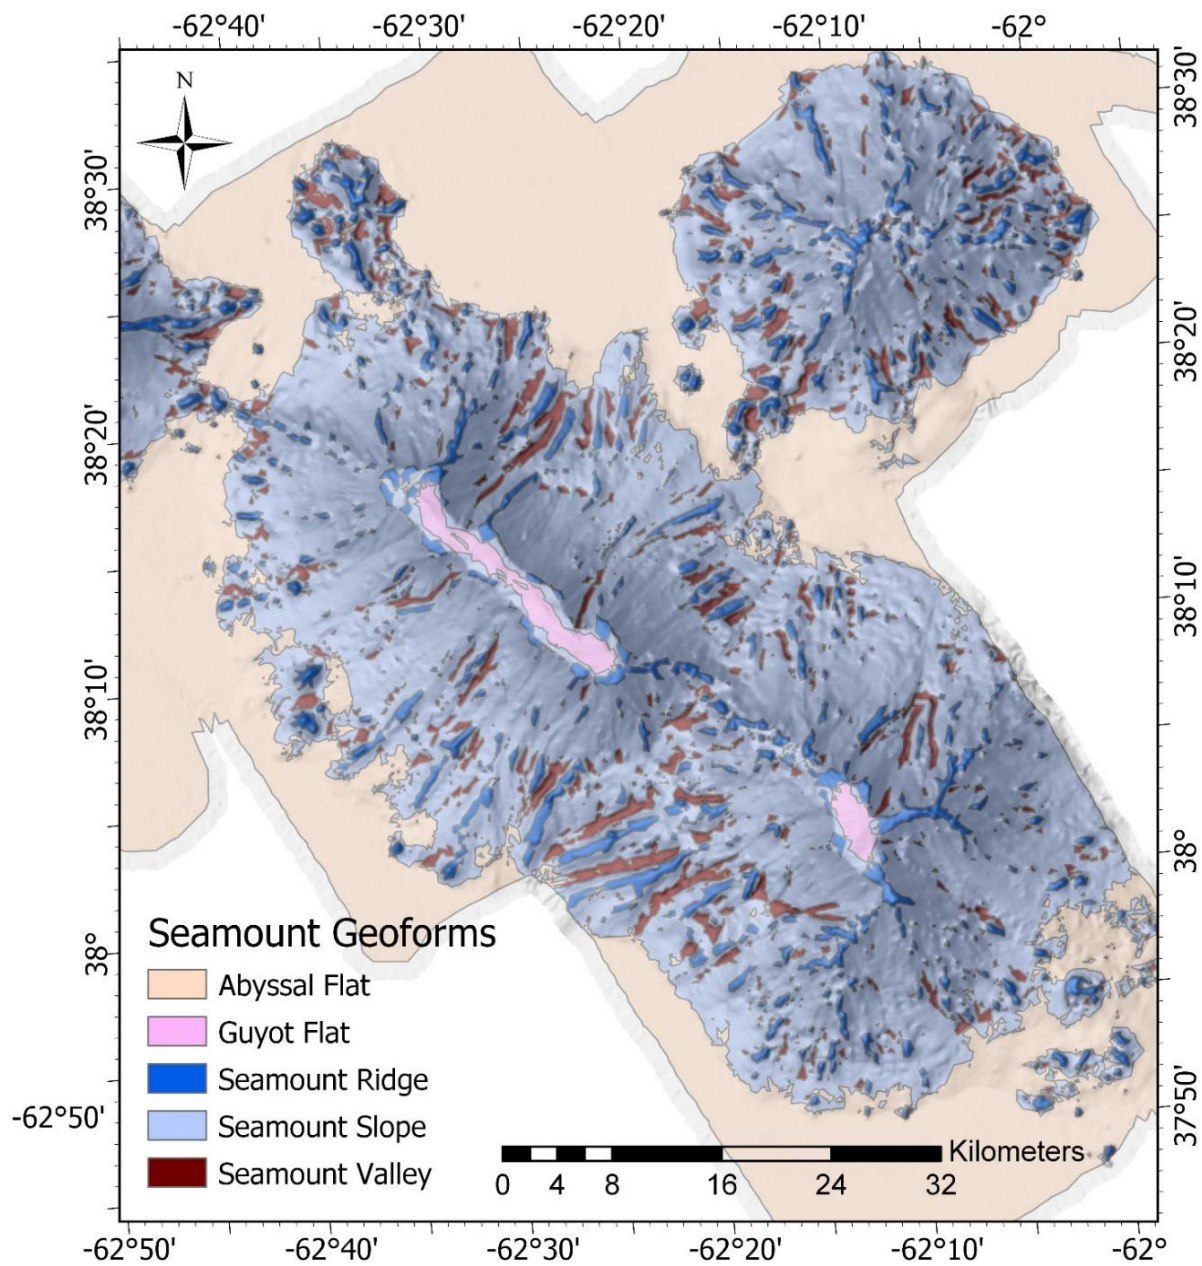 -62°40' -62°30' -62°20' -62°10' -62°
N
38°30'
38°20'
38°10'
38°
38°30'
38°20'
38°10'
38°
37°50'
Seamount Geoforms
Abyssal Flat
Guyot Flat
Seamount Ridge
Seamount Slope
Seamount Valley
-62°50'
Kilometers
0 4 8 16 24 32
-62°50' -62°40' -62°30' -62°20' -62°10' -62°